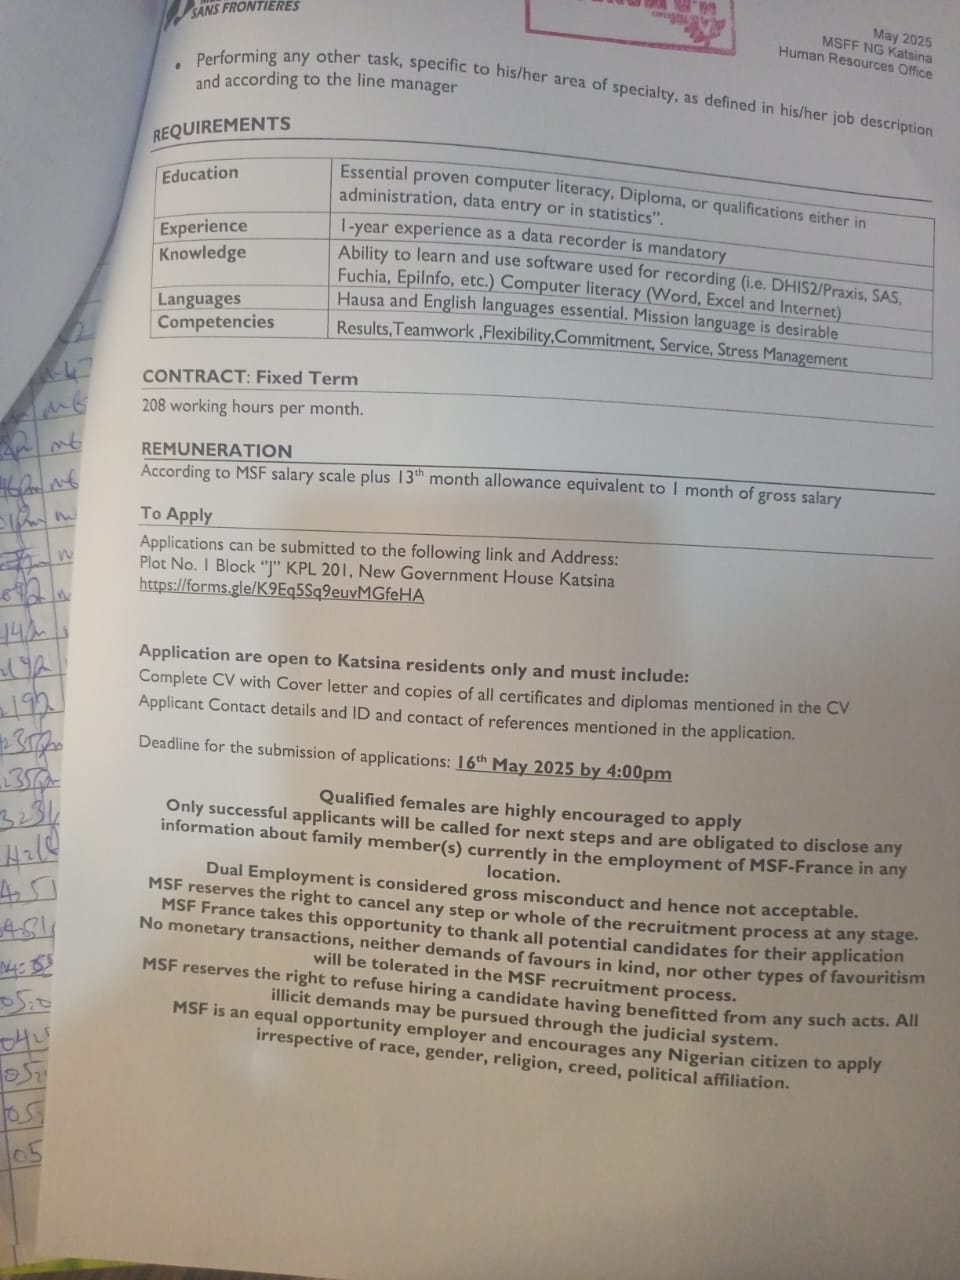 SANS FRONTIERES
May 2025
MSFF NG Katsina
Human Resources Office
• Performing any other task, specific to his/her area of specialty, as defined in his/her job description
and according to the line manager
REQUIREMENTS
Education
Essential proven computer literacy, Diploma, or qualifications either in
administration, data entry or in statistics".
Experience
1-year experience as a data recorder is mandatory
Knowledge
Ability to learn and use software used for recording (i.e. DHIS2/Praxis, SAS,
Fuchia, EpiInfo, etc.) Computer literacy (Word, Excel and Internet)
Languages
Hausa and English languages essential. Mission language is desirable
Competencies
Results,Teamwork ,Flexibility,Commitment, Service, Stress Management
CONTRACT: Fixed Term
208 working hours per month.
REMUNERATION
According to MSF salary scale plus 13th month allowance equivalent to 1 month of gross salary
To Apply
Applications can be submitted to the following link and Address:
Plot No. 1 Block "J" KPL 201, New Government House Katsina
https://forms.gle/K9Eq5Sq9euvMGfeHA
Application are open to Katsina residents only and must include:
Complete CV with Cover letter and copies of all certificates and diplomas mentioned in the CV
Applicant Contact details and ID and contact of references mentioned in the application.
Deadline for the submission of applications: 16th May 2025 by 4:00pm
Qualified females are highly encouraged to apply
Only successful applicants will be called for next steps and are obligated to disclose any
information about family member(s) currently in the employment of MSF-France in any
location.
Dual Employment is considered gross misconduct and hence not acceptable.
MSF reserves the right to cancel any step or whole of the recruitment process at any stage.
MSF France takes this opportunity to thank all potential candidates for their application
No monetary transactions, neither demands of favours in kind, nor other types of favouritism
will be tolerated in the MSF recruitment process.
MSF reserves the right to refuse hiring a candidate having benefitted from any such acts. All
illicit demands may be pursued through the judicial system.
MSF is an equal opportunity employer and encourages any Nigerian citizen to apply
irrespective of race, gender, religion, creed, political affiliation.